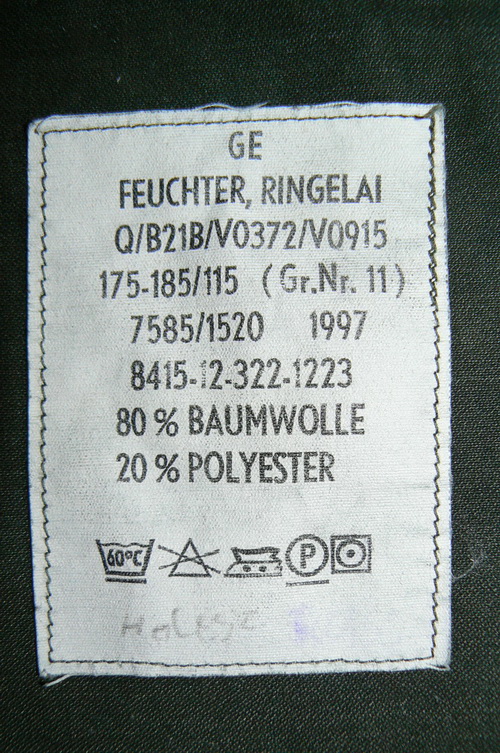 GE
FEUCHTER, RINGELAI
Q/B21B/V0372/V0915
175-185/115 (Gr.Nr. 11)
7585/1520 1997
8415-12-322-1223
80 % BAUMWOLLE
20 % POLYESTER
60°C P